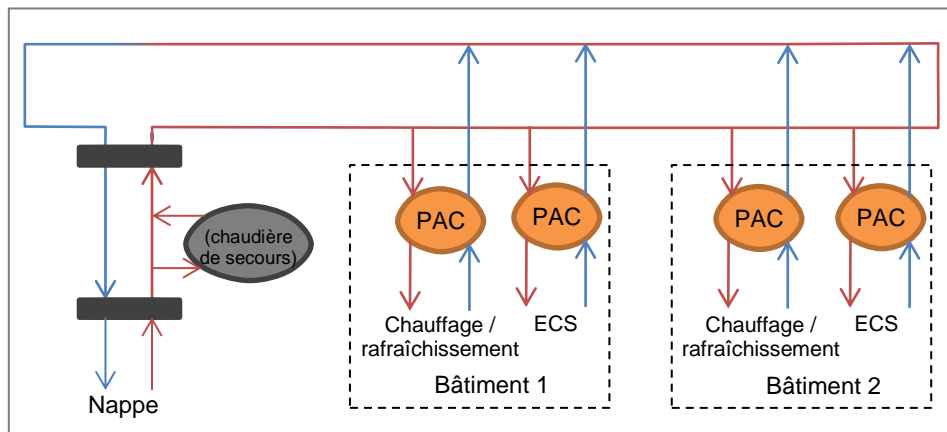 PAC
PAC
PAC
PAC
(chaudière
de secours)
Chauffage /
rafraîchissement
ECS
Chauffage /
rafraîchissement
ECS
Bâtiment 1
Bâtiment 2
Nappe